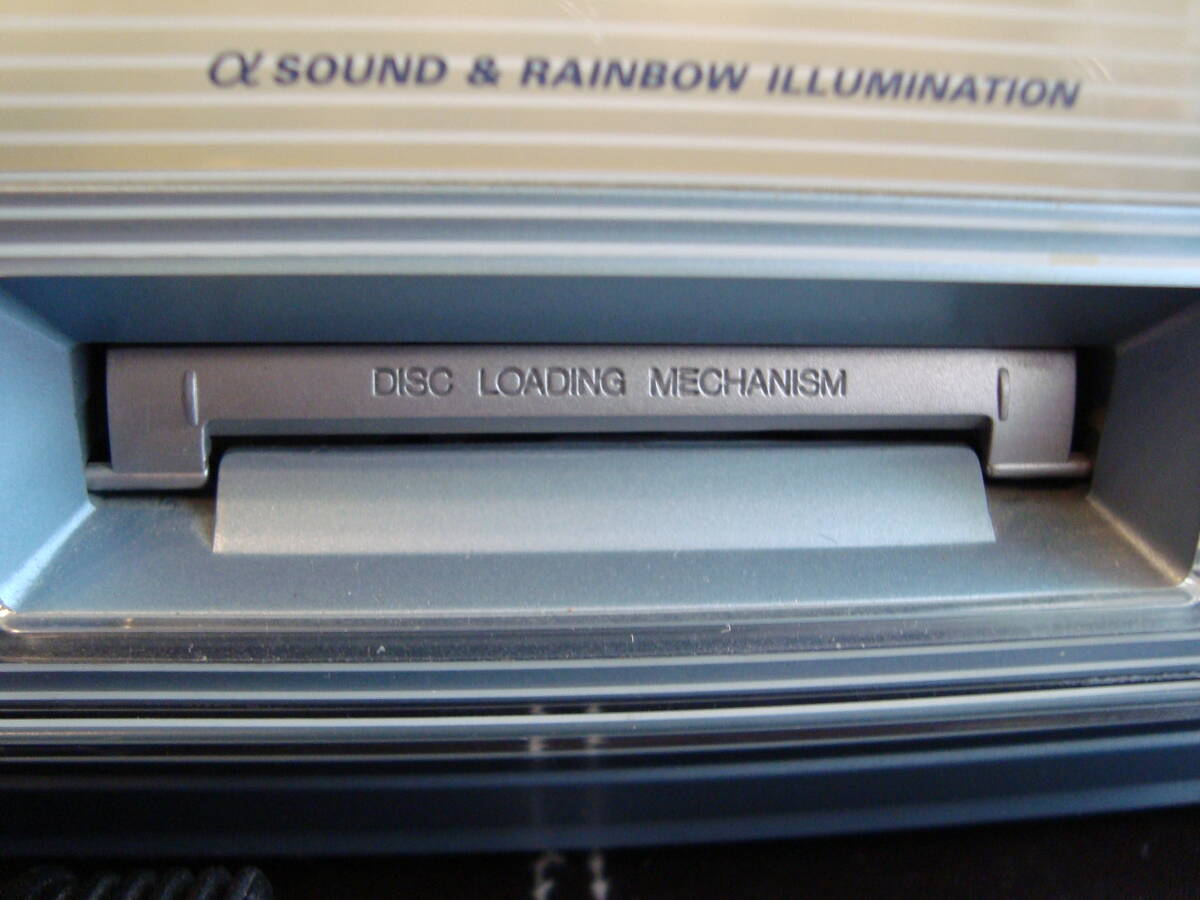 α SOUND & RAINBOW ILLUMINATION
DISC LOADING MECHANISM